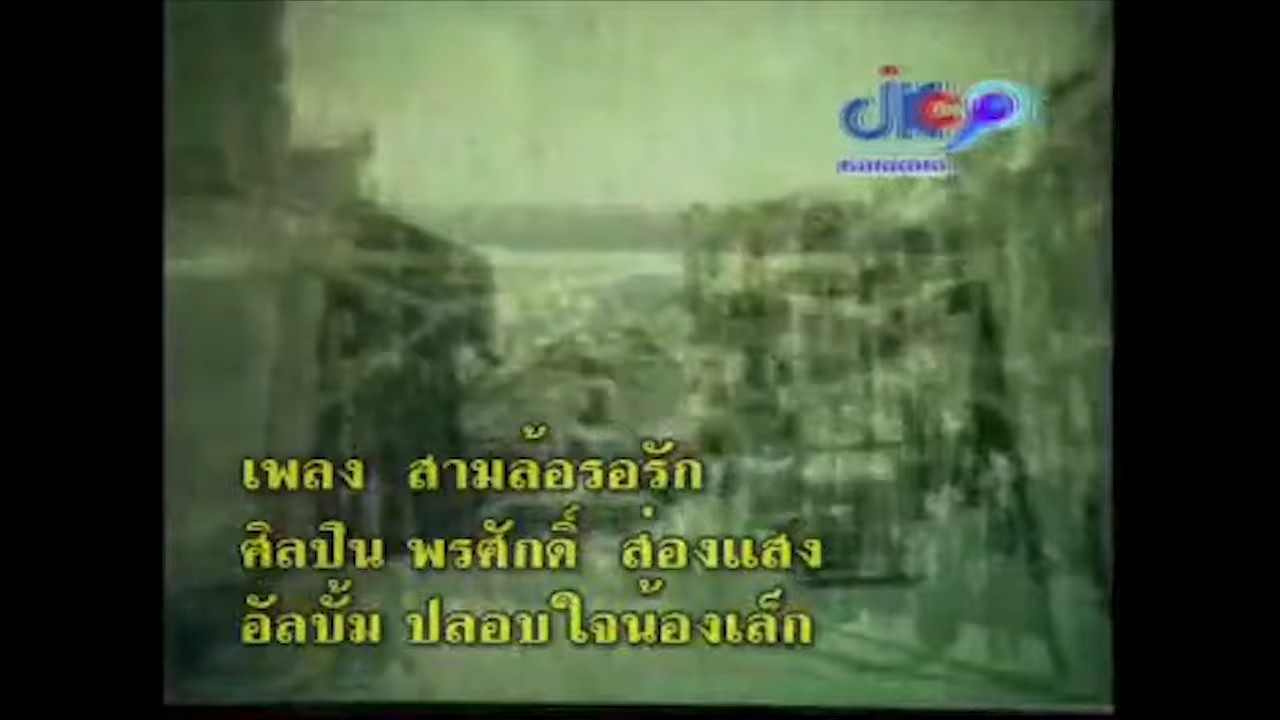 เพลง สามล้อรอรัก
ศิลปิน พรศักดิ์ ส่องแสง
อัลบั้ม ปลอบใจน้องเล็ก